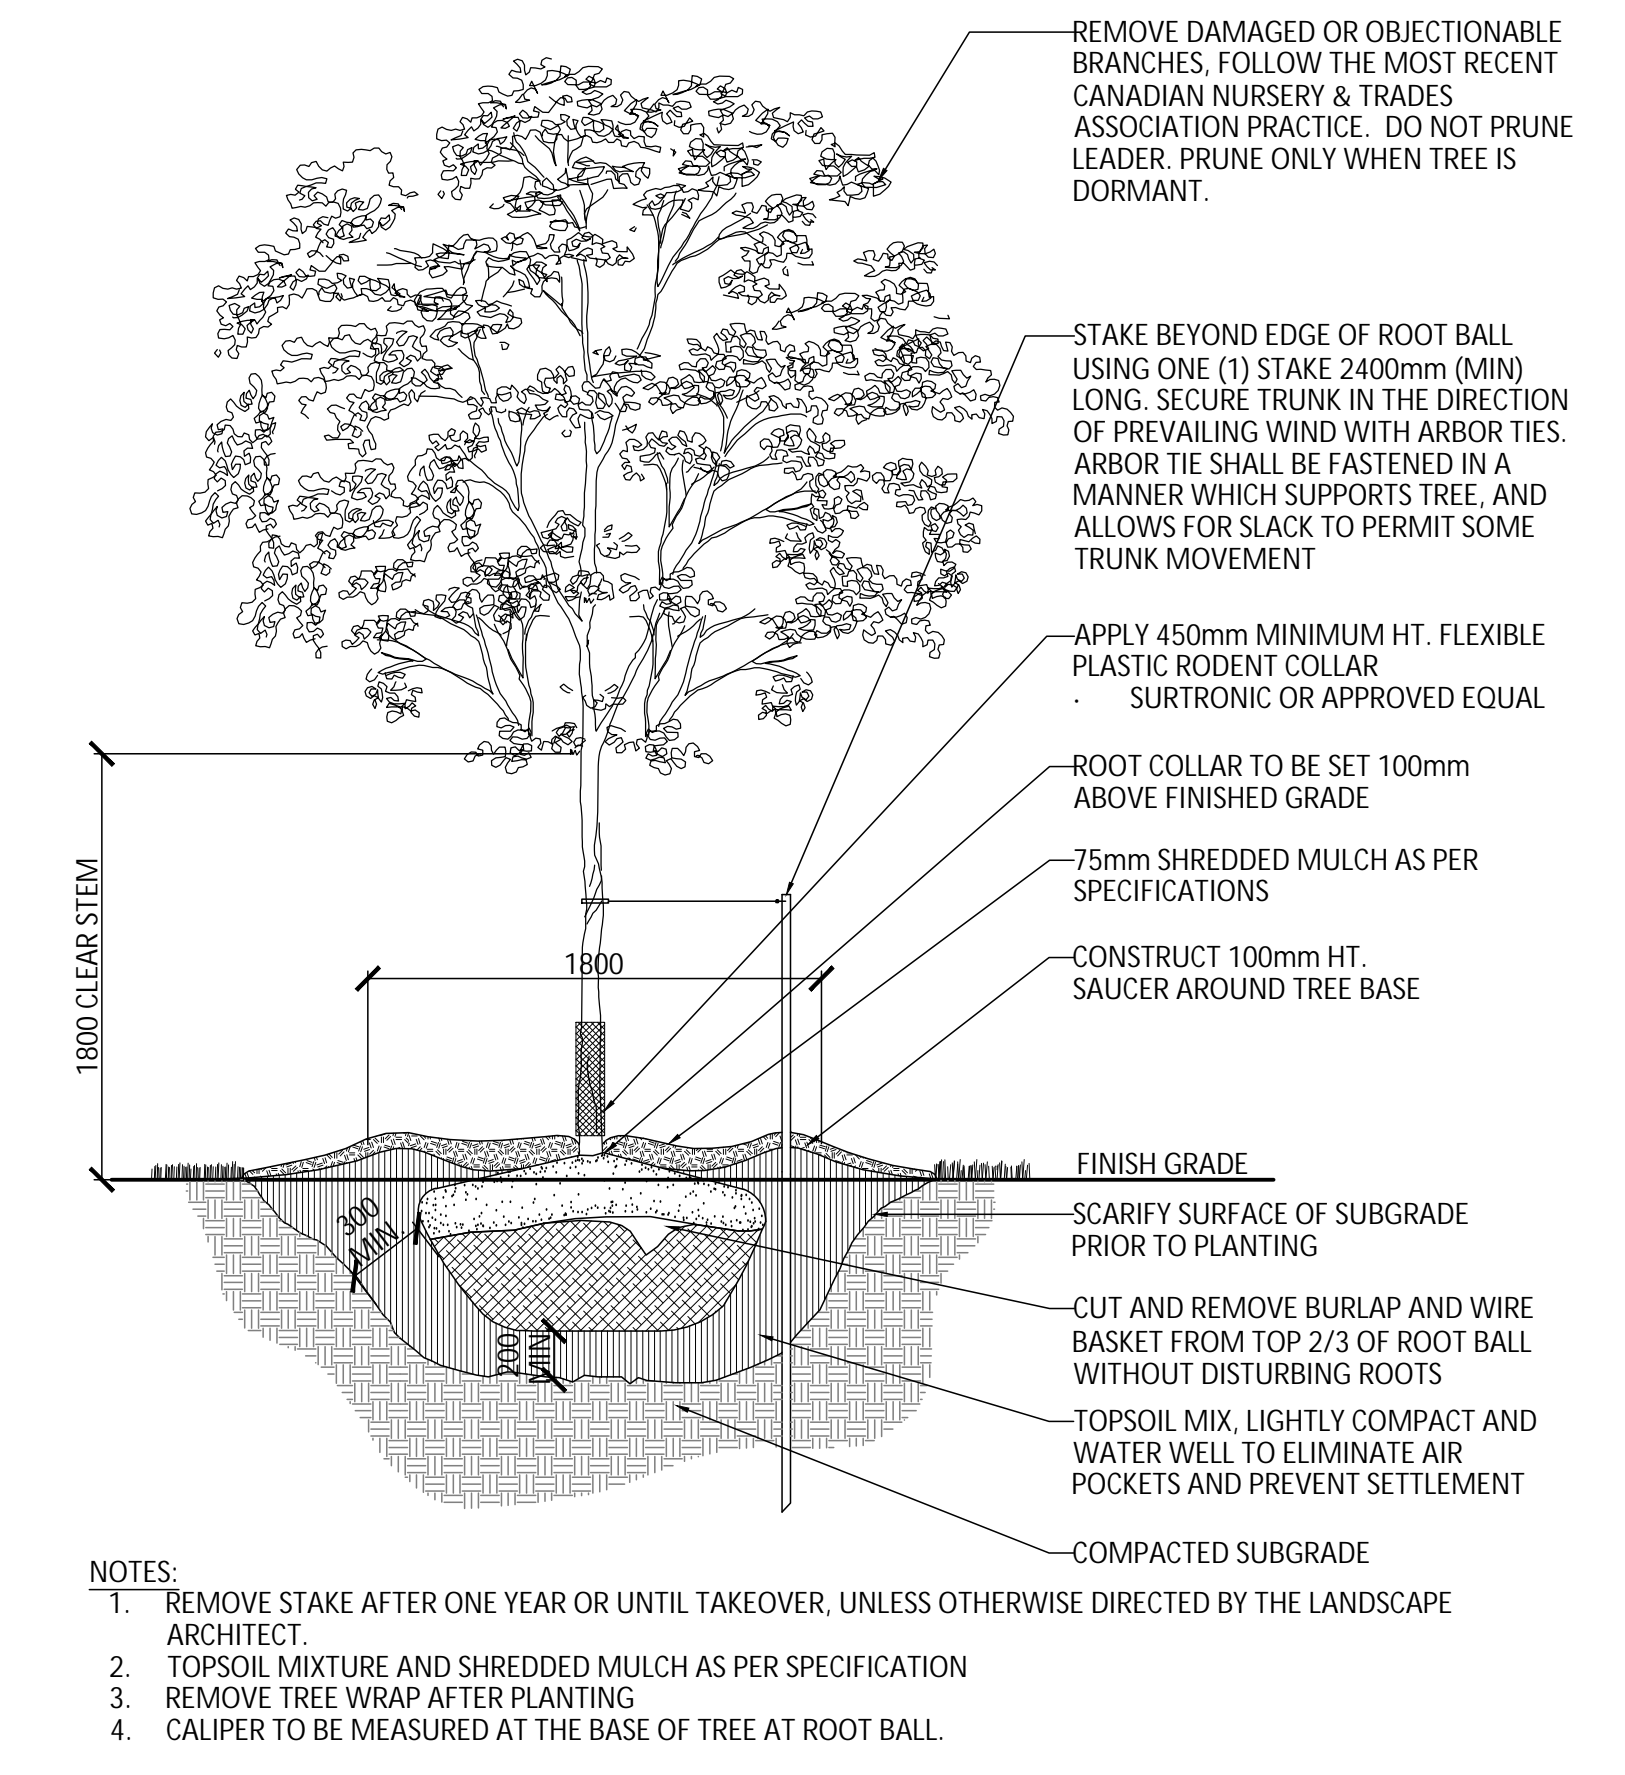 REMOVE DAMAGED OR OBJECTIONABLE
BRANCHES, FOLLOW THE MOST RECENT
CANADIAN NURSERY & TRADES
ASSOCIATION PRACTICE. DO NOT PRUNE
LEADER. PRUNE ONLY WHEN TREE IS
DORMANT.
STAKE BEYOND EDGE OF ROOT BALL
USING ONE (1) STAKE 2400mm (MIN)
LONG. SECURE TRUNK IN THE DIRECTION
OF PREVAILING WIND WITH ARBOR TIES.
ARBOR TIE SHALL BE FASTENED IN A
MANNER WHICH SUPPORTS TREE, AND
ALLOWS FOR SLACK TO PERMIT SOME
TRUNK MOVEMENT
APPLY 450mm MINIMUM HT. FLEXIBLE
PLASTIC RODENT COLLAR
· SURTRONIC OR APPROVED EQUAL
ROOT COLLAR TO BE SET 100mm
ABOVE FINISHED GRADE
75mm SHREDDED MULCH AS PER
SPECIFICATIONS
CONSTRUCT 100mm HT.
SAUCER AROUND TREE BASE
1800 CLEAR STEM
1800
FINISH GRADE
300
MIN.
200
MIN
SCARIFY SURFACE OF SUBGRADE
PRIOR TO PLANTING
CUT AND REMOVE BURLAP AND WIRE
BASKET FROM TOP 2/3 OF ROOT BALL
WITHOUT DISTURBING ROOTS
TOPSOIL MIX, LIGHTLY COMPACT AND
WATER WELL TO ELIMINATE AIR
POCKETS AND PREVENT SETTLEMENT
COMPACTED SUBGRADE
NOTES:
1. REMOVE STAKE AFTER ONE YEAR OR UNTIL TAKEOVER, UNLESS OTHERWISE DIRECTED BY THE LANDSCAPE
ARCHITECT.
2. TOPSOIL MIXTURE AND SHREDDED MULCH AS PER SPECIFICATION
3. REMOVE TREE WRAP AFTER PLANTING
4. CALIPER TO BE MEASURED AT THE BASE OF TREE AT ROOT BALL.